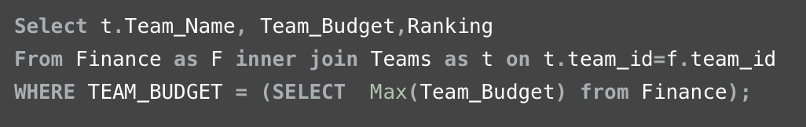 Select t.Team_Name, Team_Budget,Ranking
From Finance as F inner join Teams as t on t.team_id=f.team_id
WHERE TEAM_BUDGET = (SELECT  Max(Team_Budget) from Finance);